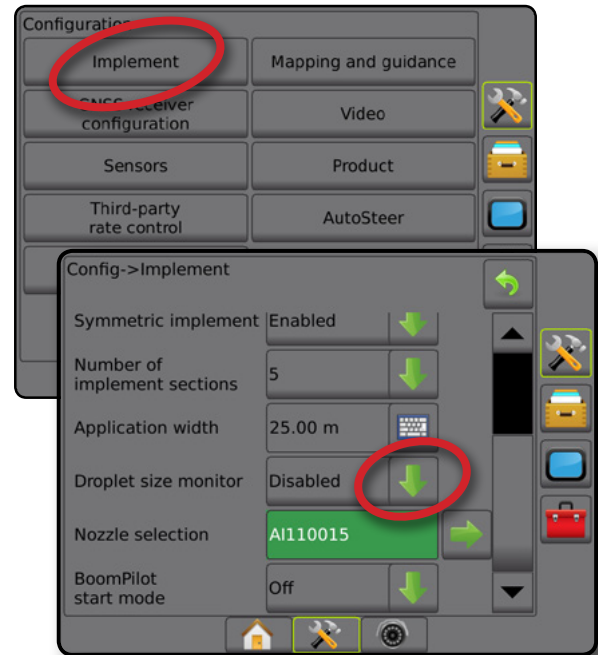 Configuration
Implement
Mapping and guidance
GNSS receiver
configuration
Video
Sensors
Product
Third-party
rate control
AutoSteer
Config->Implement
Symmetric implement
Enabled
Number of
implement sections
5
Application width
25.00 m
Droplet size monitor
Disabled
Nozzle selection
AI110015
BoomPilot
start mode
Off